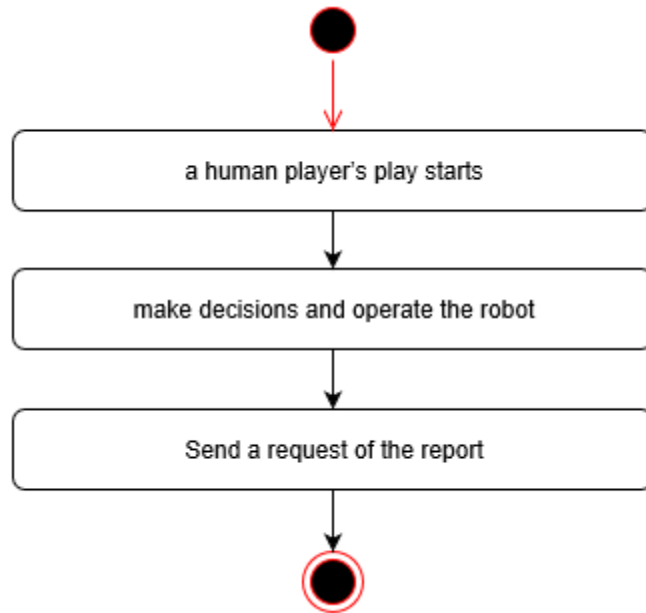 a human player's play starts
make decisions and operate the robot
Send a request of the report